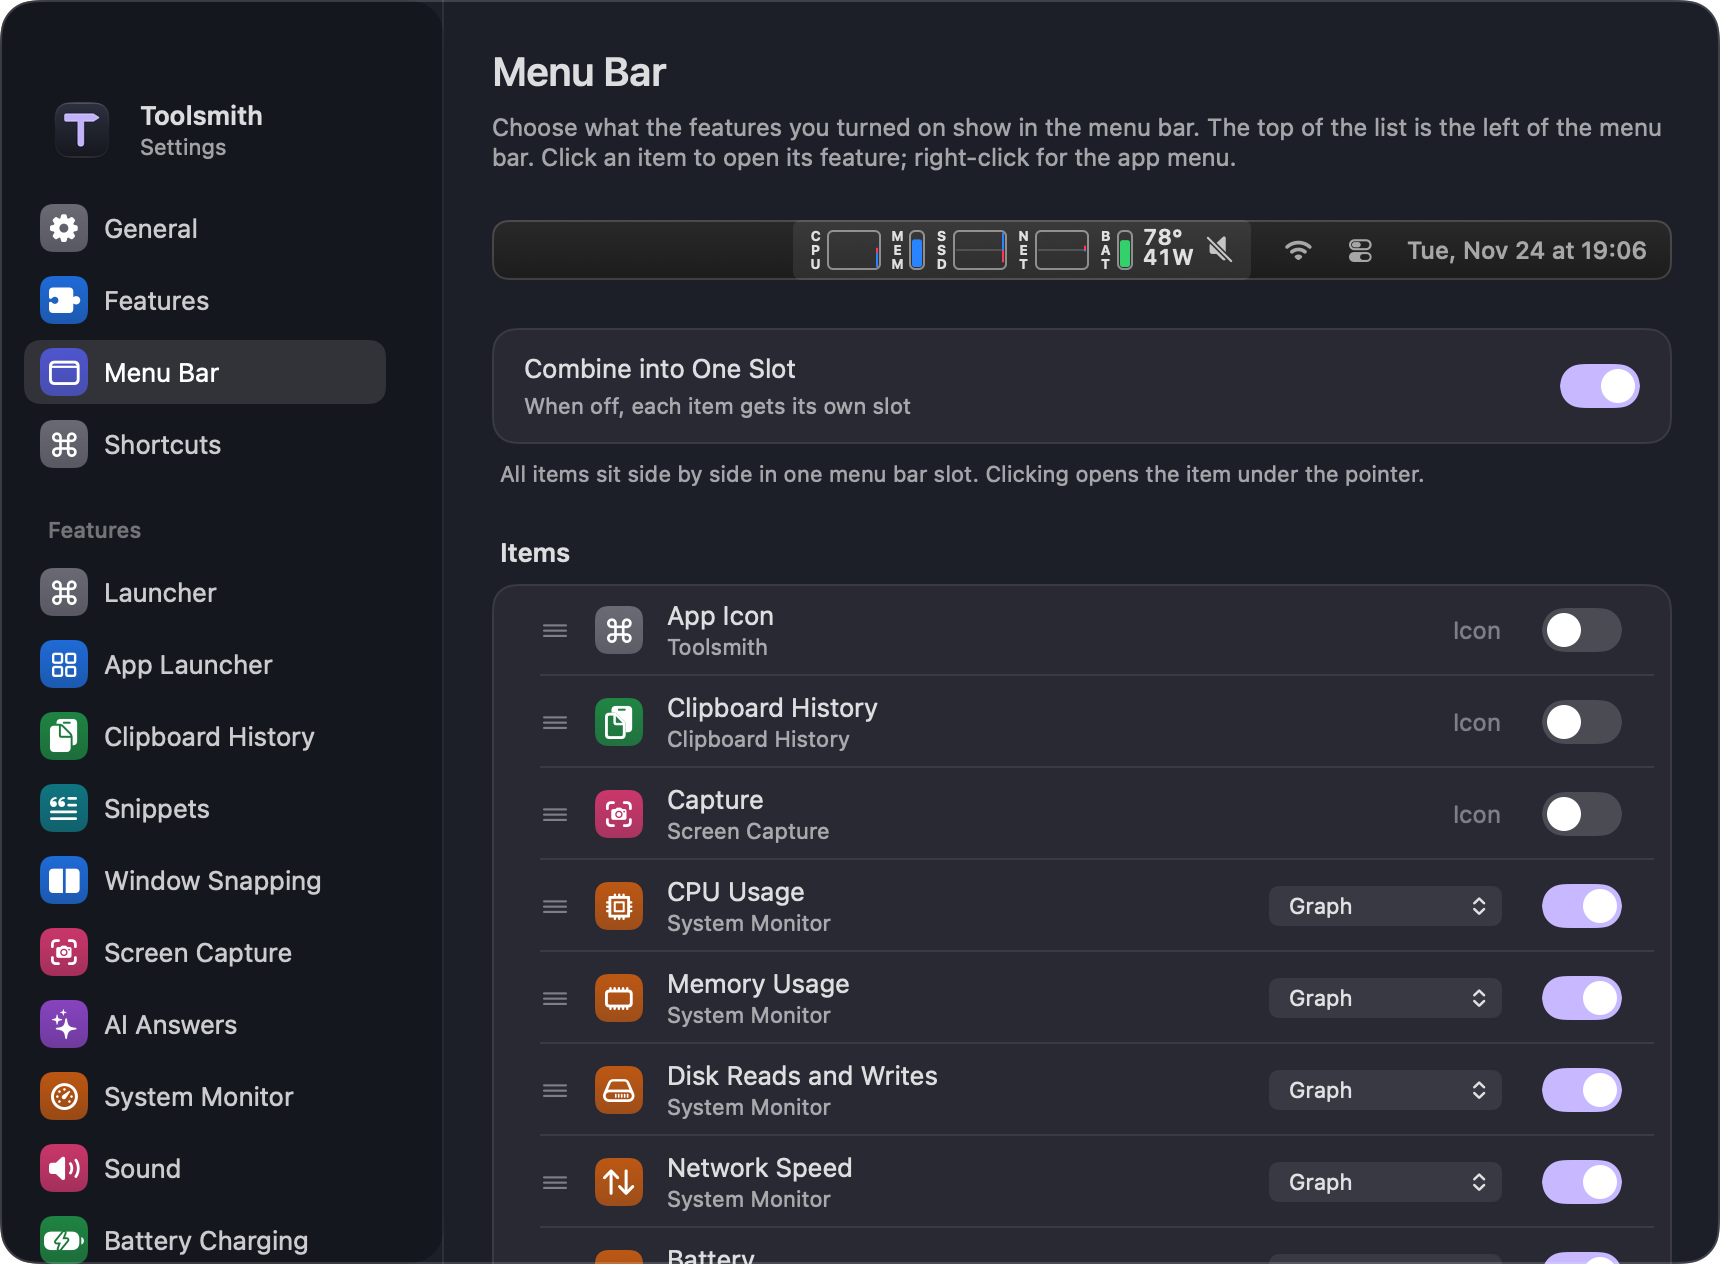 Toolsmith
Settings
General
Features
Menu Bar
Shortcuts
Features
Launcher
App Launcher
Clipboard History
Snippets
Window Snapping
Screen Capture
AI Answers
System Monitor
Sound
Battery Charging
Menu Bar
Choose what the features you turned on show in the menu bar. The top of the list is the left of the menu
bar. Click an item to open its feature; right-click for the app menu.
CPU MEM SSD NET BAT 78° 41W Tue, Nov 24 at 19:06
Combine into One Slot
When off, each item gets its own slot
All items sit side by side in one menu bar slot. Clicking opens the item under the pointer.
Items
App Icon
Toolsmith
Icon
Clipboard History
Clipboard History
Icon
Capture
Screen Capture
Icon
CPU Usage
System Monitor
Graph
Memory Usage
System Monitor
Graph
Disk Reads and Writes
System Monitor
Graph
Network Speed
System Monitor
Graph
Battery